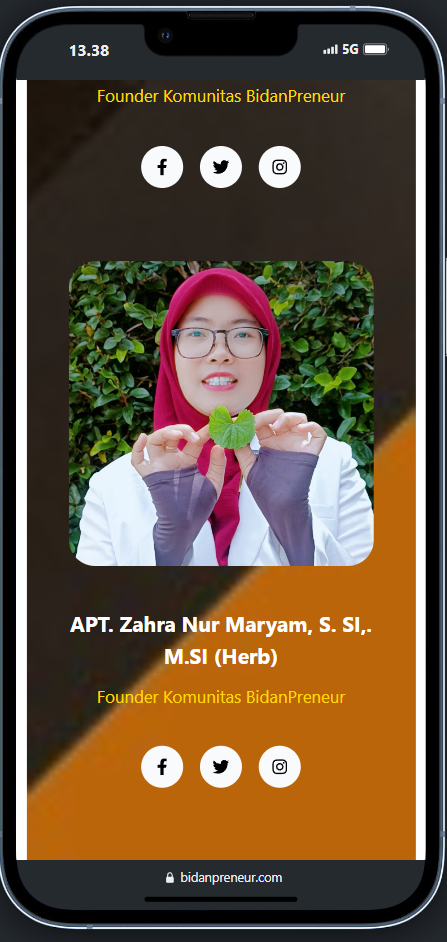 13.38
5G
Founder Komunitas BidanPreneur
APT. Zahra Nur Maryam, S. SI,.
M.SI (Herb)
Founder Komunitas BidanPreneur
bidanpreneur.com